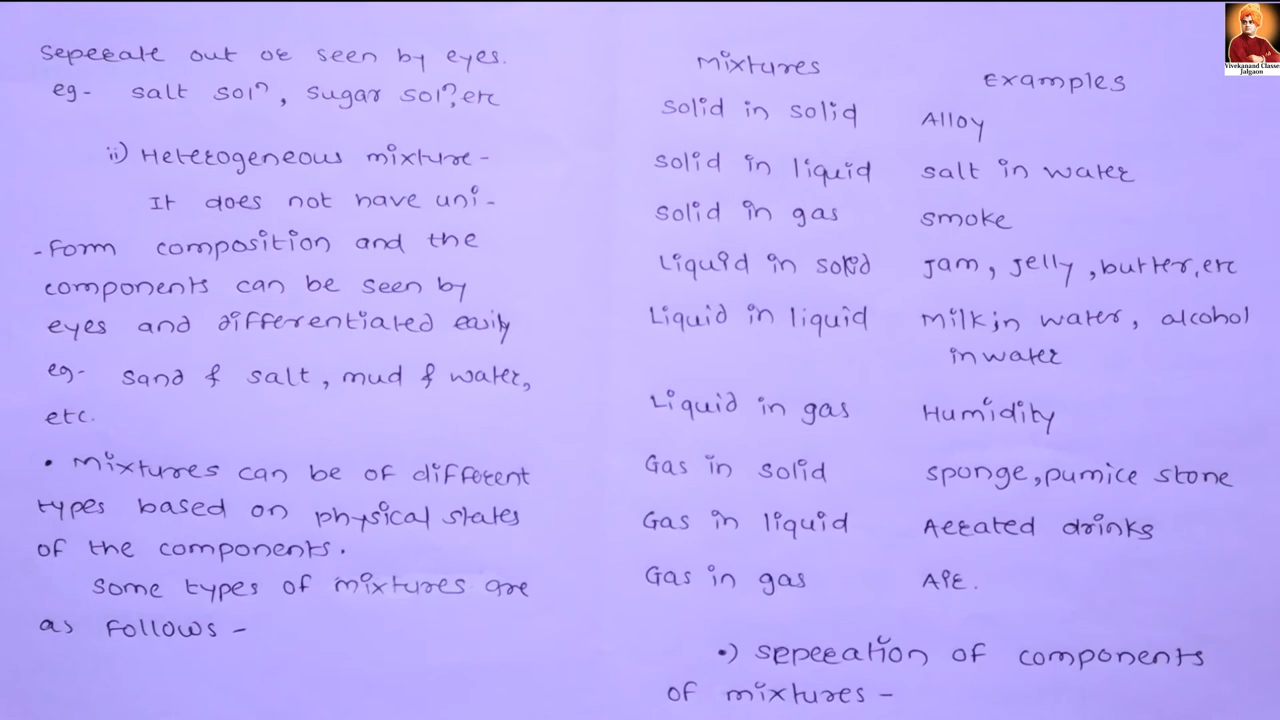 seperate out or seen by eyes.
eg- salt solⁿ, sugar solⁿ, etc
ii) Heterogeneous mixture -
It does not have uni -
- form composition and the
components can be seen by
eyes and differentiated easily
eg- sand & salt, mud & water,
etc.
• Mixtures can be of different
types based on physical states
of the components.
Some types of mixtures are
as follows -
Mixtures Examples
Solid in solid Alloy
Solid in liquid salt in water
Solid in gas smoke
Liquid in solid Jam, Jelly, butter, etc
Liquid in liquid Milk in water, alcohol
in water
Liquid in gas Humidity
Gas in solid sponge, pumice stone
Gas in liquid Aerated drinks
Gas in gas Air.
•) Seperation of components
of mixtures -
Vivekanand Classes
Jalgaon